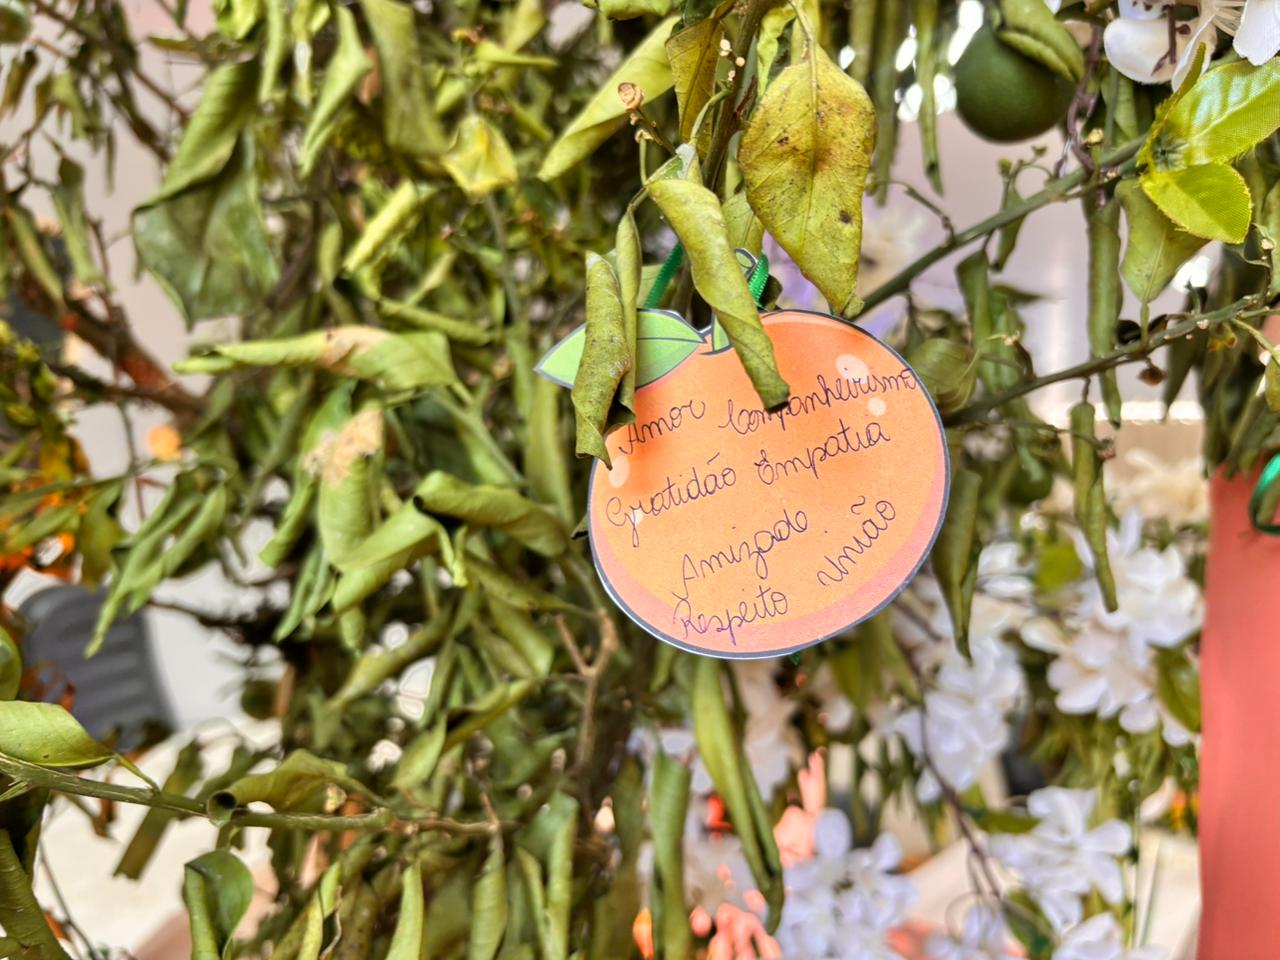 Amor Companheirismo
Gratidão Empatia
Amizade
Respeito União